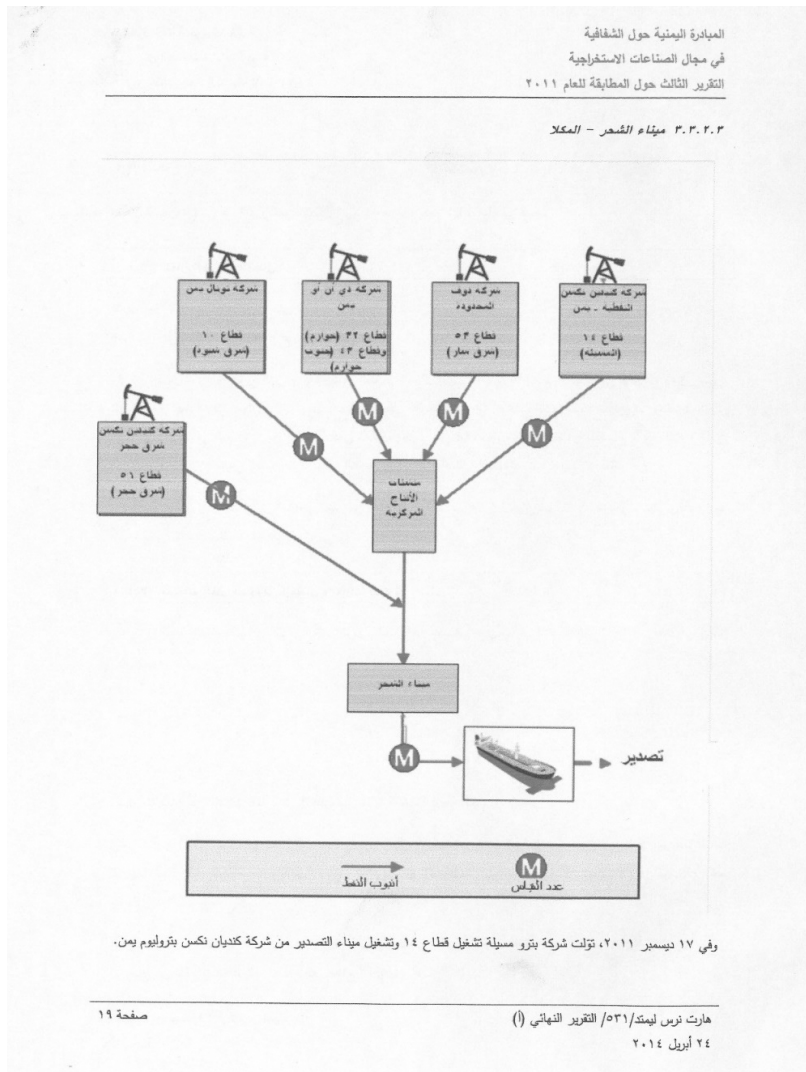 المبادرة اليمنية حول الشفافية
في مجال الصناعات الاستخراجية
التقرير الثالث حول المطابقة للعام ٢٠١١
٣.٣.٢.٣ ميناء الشحر - المكلا
شركة كنديان نكسن
النفطية - يمن
قطاع ١٤
(المسيلة)
شركة دوف
المحدودة
قطاع ٥٣
(شرق سار)
شركة دي ان او
يمن
قطاع ٣٢ (حوارم)
وقطاع ٤٣ (جنوب
حوارم)
شركة توتال يمن
قطاع ١٠
(شرق شبوة)
شركة كنديان نكسن
شرق حجر
قطاع ٥١
(شرق حجر)
M
M
M
M
M
الأنتاج
المركزية
ميناء الشحر
M
تصدير
M
أنبوب النفط
عدد القياس
وفي ١٧ ديسمبر ٢٠١١، تولت شركة بترو مسيلة تشغيل قطاع ١٤ وتشغيل ميناء التصدير من شركة كنديان نكسن بتروليوم يمن.
هارت نرس ليمتد/٥٣١/ التقرير النهائي (أ)
صفحة ١٩
٢٤ أبريل ٢٠١٤